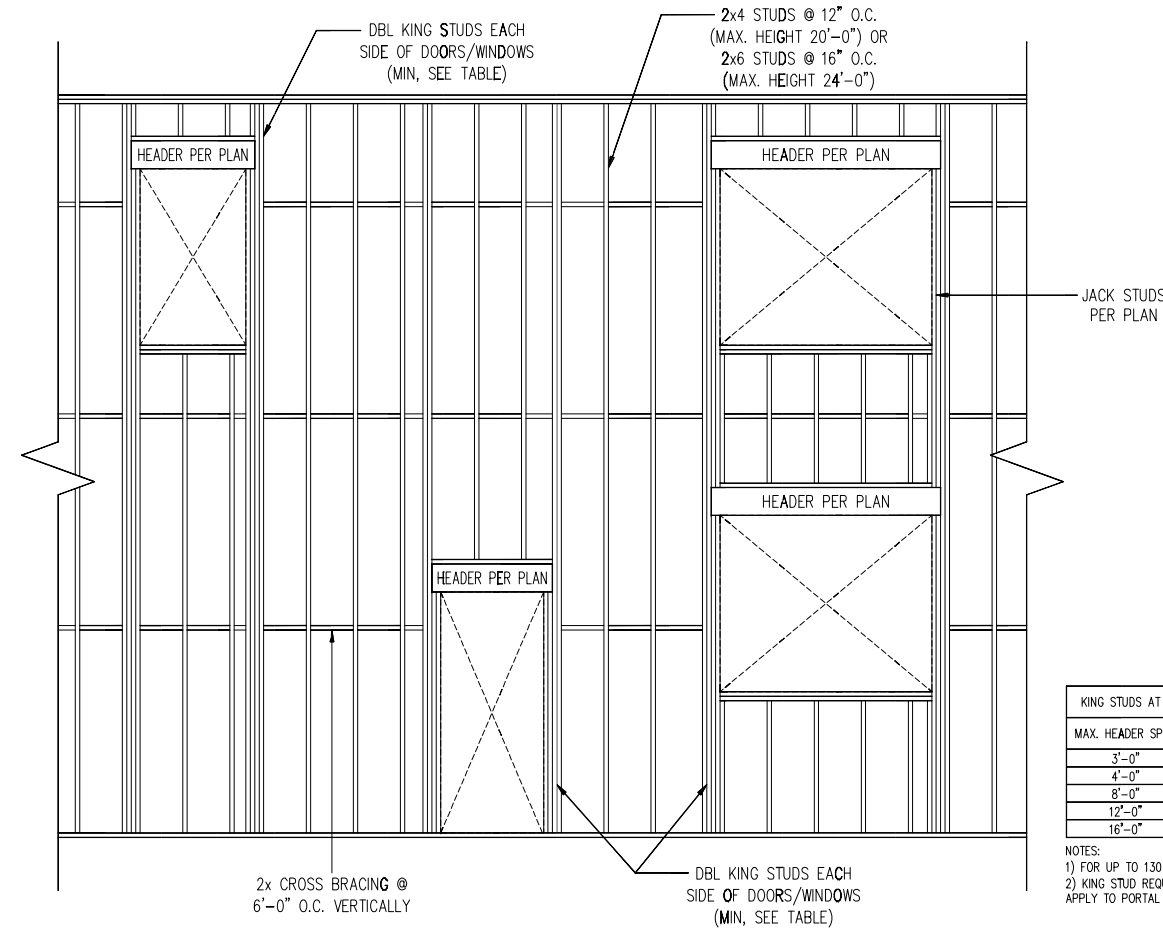 DBL KING STUDS EACH
SIDE OF DOORS/WINDOWS
(MIN, SEE TABLE)
2x4 STUDS @ 12" O.C.
(MAX. HEIGHT 20'-0") OR
2x6 STUDS @ 16" O.C.
(MAX. HEIGHT 24'-0")
HEADER PER PLAN
HEADER PER PLAN
JACK STUDS
PER PLAN
HEADER PER PLAN
HEADER PER PLAN
KING STUDS AT
MAX. HEADER SP
3'-0"
4'-0"
8'-0"
12'-0"
16'-0"
NOTES:
1) FOR UP TO 130
2) KING STUD REQU
APPLY TO PORTAL
2x CROSS BRACING @
6'-0" O.C. VERTICALLY
DBL KING STUDS EACH
SIDE OF DOORS/WINDOWS
(MIN, SEE TABLE)